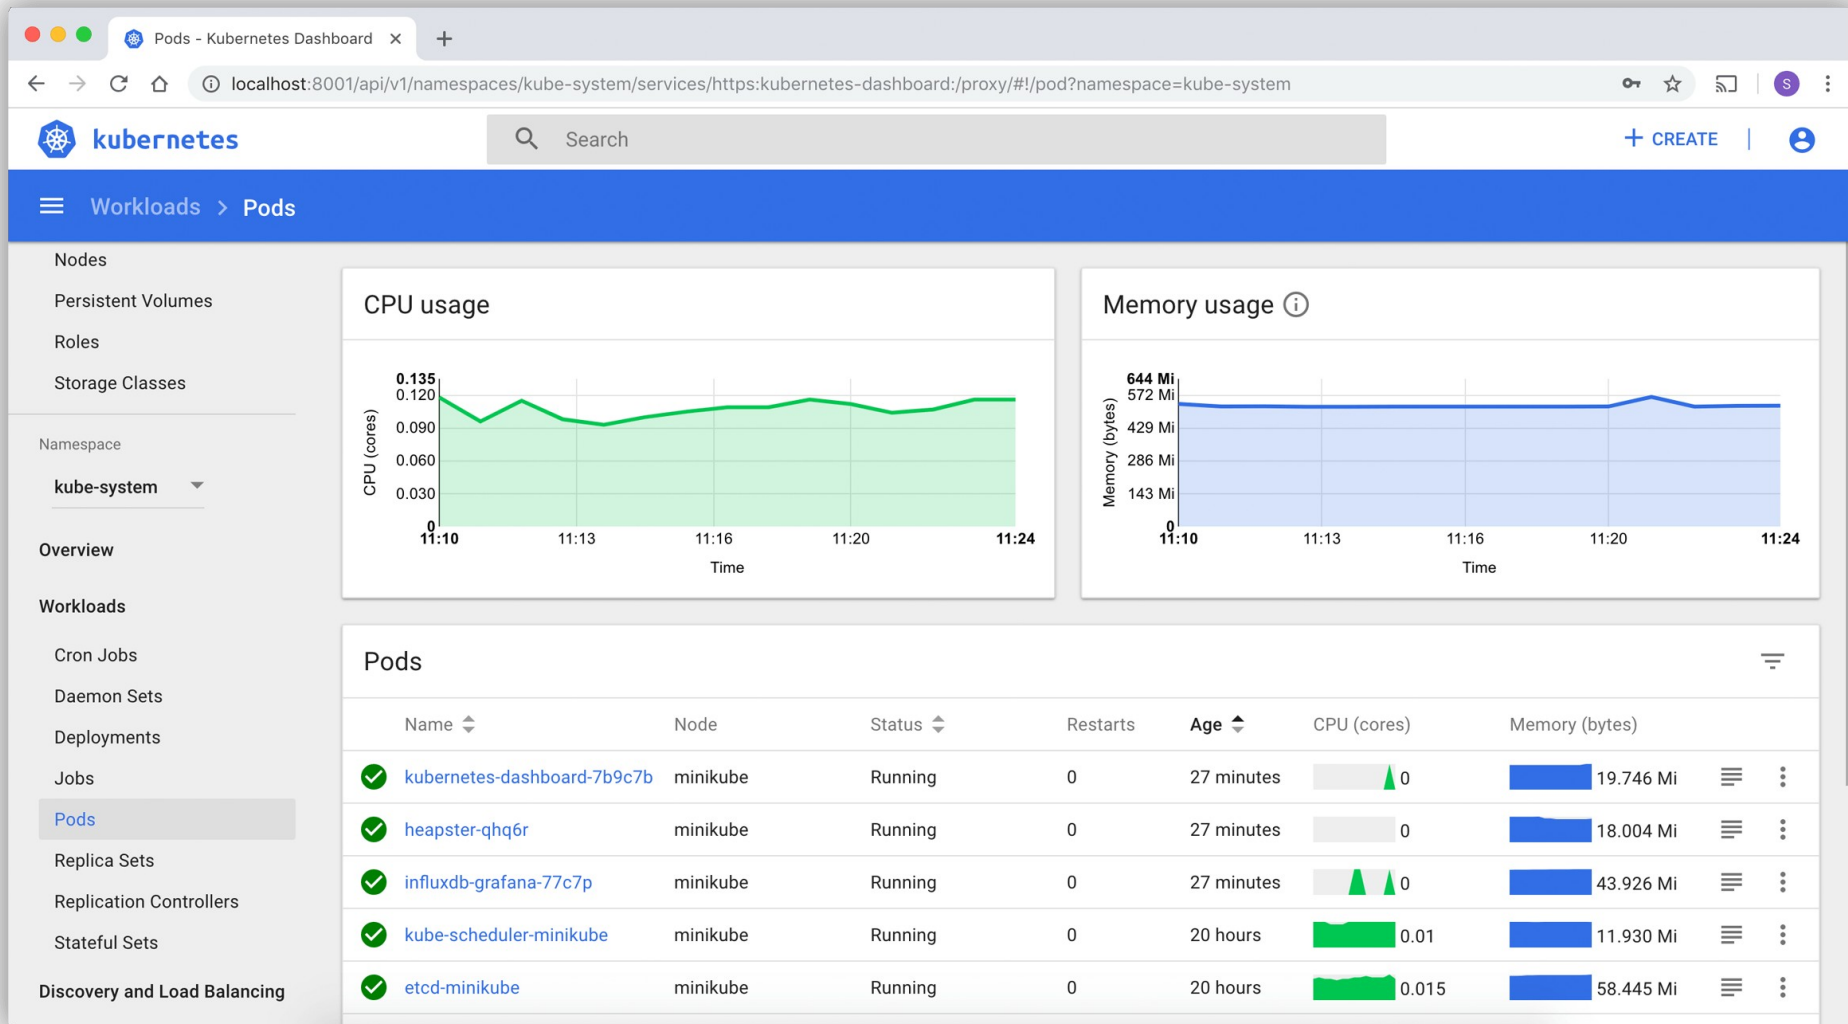 Pods - Kubernetes Dashboard
localhost:8001/api/v1/namespaces/kube-system/services/https:kubernetes-dashboard:/proxy/#!/pod?namespace=kube-system
S
kubernetes
Search
CREATE
Workloads > Pods
Nodes
Persistent Volumes
Roles
Storage Classes
Namespace
kube-system
Overview
Workloads
Cron Jobs
Daemon Sets
Deployments
Jobs
Pods
Replica Sets
Replication Controllers
Stateful Sets
Discovery and Load Balancing
CPU usage
CPU (cores)
0.135
0.120
0.090
0.060
0.030
0
11:10 11:13 11:16 11:20 11:24
Time
Memory usage
Memory (bytes)
644 Mi
572 Mi
429 Mi
286 Mi
143 Mi
0
11:10 11:13 11:16 11:20 11:24
Time
Pods
Name Node Status Restarts Age CPU (cores) Memory (bytes)
kubernetes-dashboard-7b9c7b minikube Running 0 27 minutes 0 19.746 Mi
heapster-qhq6r minikube Running 0 27 minutes 0 18.004 Mi
influxdb-grafana-77c7p minikube Running 0 27 minutes 0 43.926 Mi
kube-scheduler-minikube minikube Running 0 20 hours 0.01 11.930 Mi
etcd-minikube minikube Running 0 20 hours 0.015 58.445 Mi